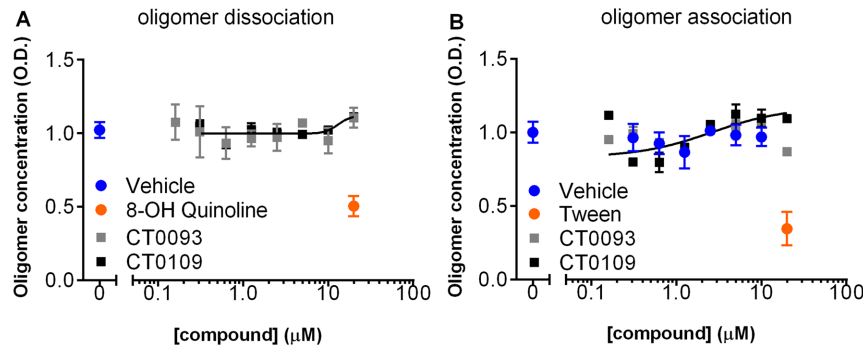 A
oligomer dissociation
Oligomer concentration (O.D.)
1.5
1.0
0.5
0.0
Vehicle
8-OH Quinoline
CT0093
CT0109
0
0.1
1.0
10
100
[compound] (μM)
B
oligomer association
Oligomer concentration (O.D.)
1.5
1.0
0.5
0.0
Vehicle
Tween
CT0093
CT0109
0
0.1
1.0
10
100
[compound] (μM)